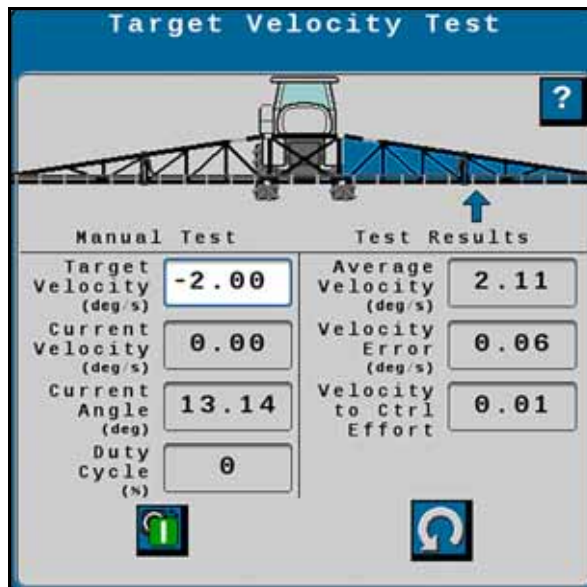 Target Velocity Test
?
Manual Test
Target
Velocity
(deg/s)
-2.00
Current
Velocity
(deg/s)
0.00
Current
Angle
(deg)
13.14
Duty
Cycle
(%)
0
Test Results
Average
Velocity
(deg/s)
2.11
Velocity
Error
(deg/s)
0.06
Velocity
to Ctrl
Effort
0.01